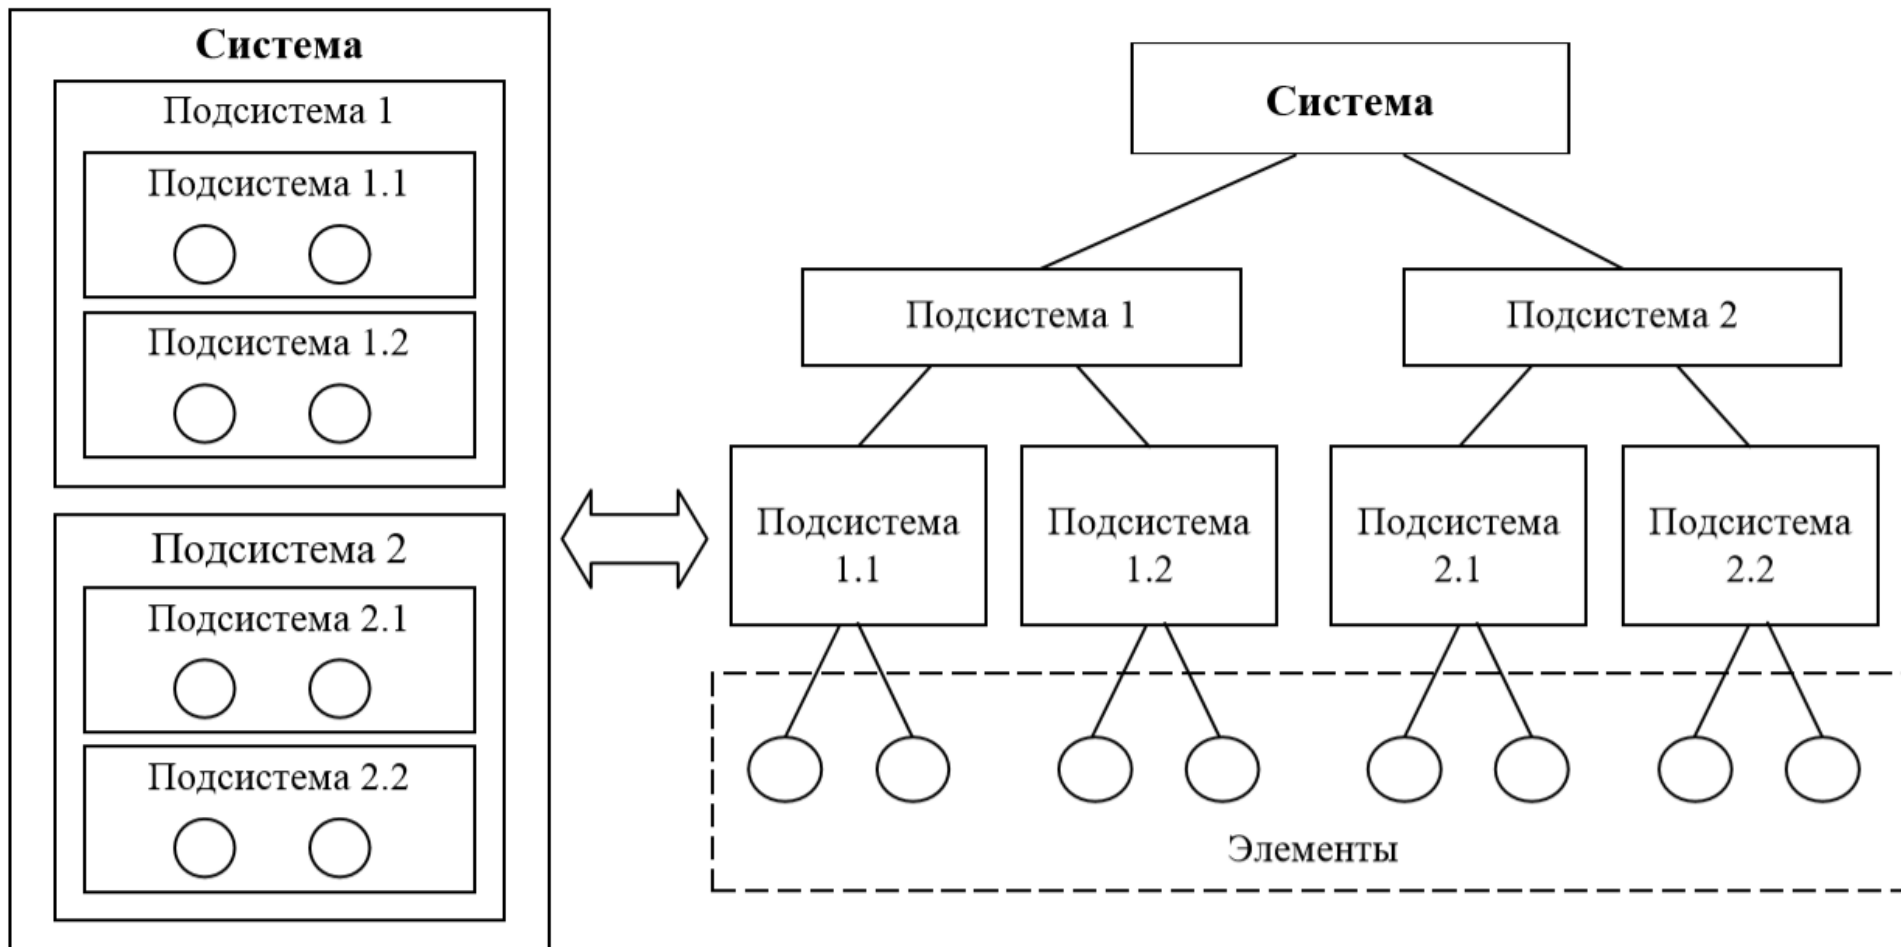 Система
Подсистема 1
Подсистема 1.1
Подсистема 1.2
Подсистема 2
Подсистема 2.1
Подсистема 2.2
Система
Подсистема 1
Подсистема 2
Подсистема
1.1
Подсистема
1.2
Подсистема
2.1
Подсистема
2.2
Элементы